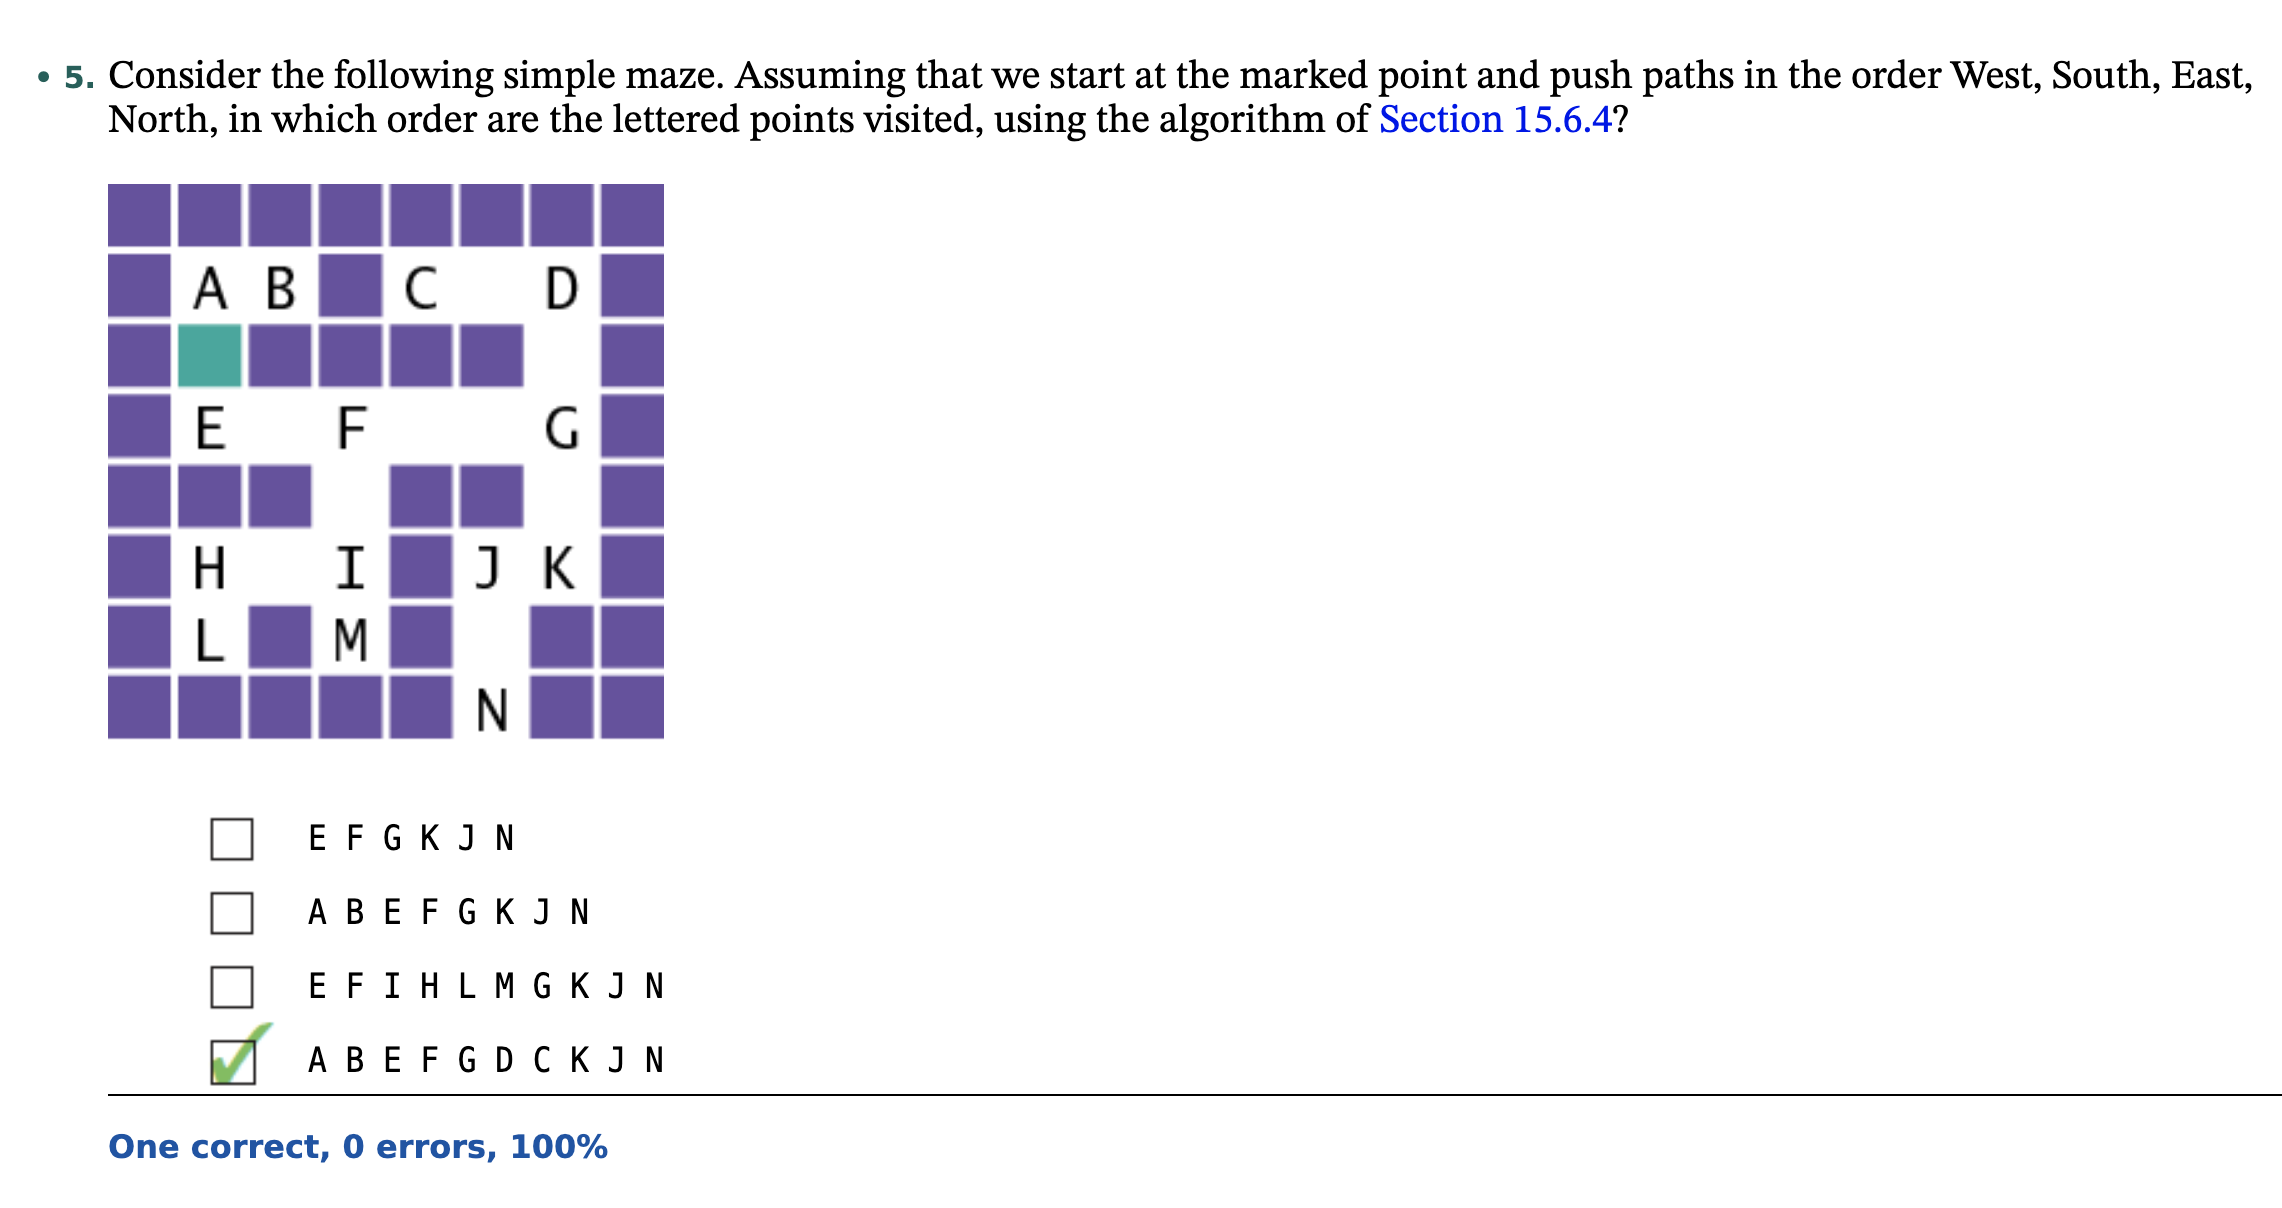 • 5. Consider the following simple maze. Assuming that we start at the marked point and push paths in the order West, South, East,
North, in which order are the lettered points visited, using the algorithm of Section 15.6.4?
A B C D
E F G
H I J K
L M
N
E F G K J N
A B E F G K J N
E F I H L M G K J N
A B E F G D C K J N
One correct, 0 errors, 100%